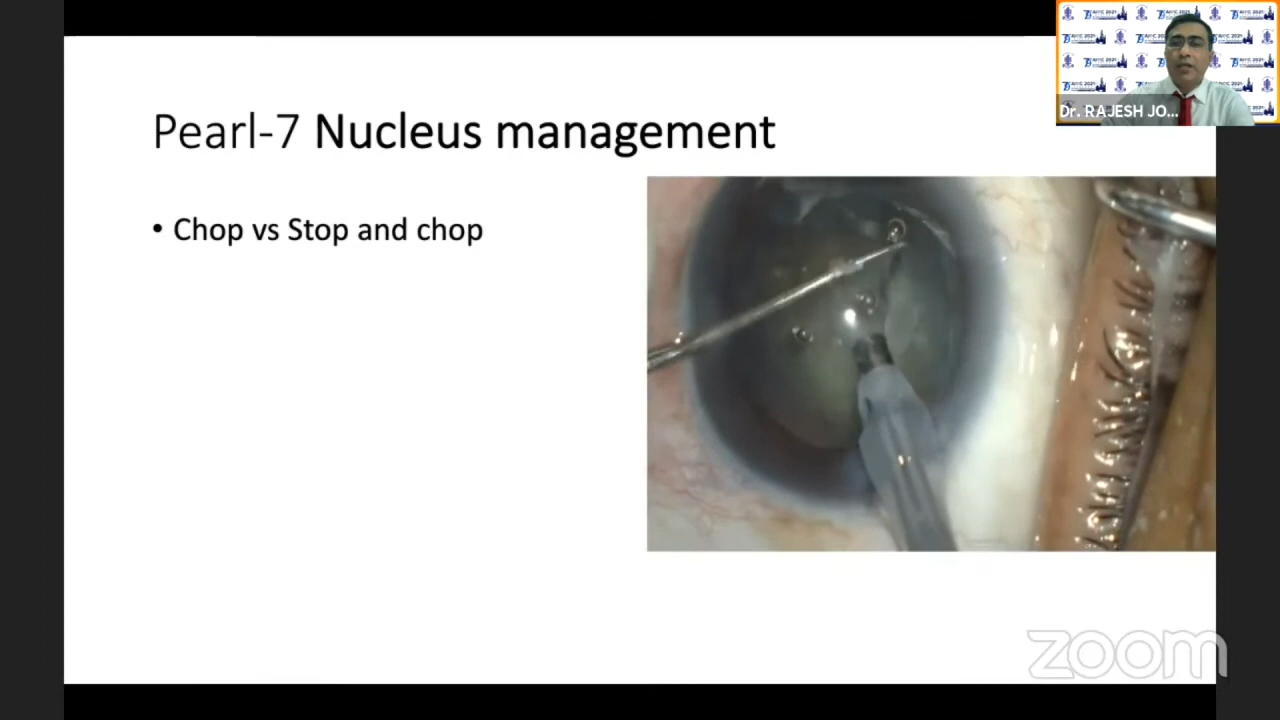 Dr. RAJESH JO...
Pearl-7 Nucleus management
• Chop vs Stop and chop
zoom